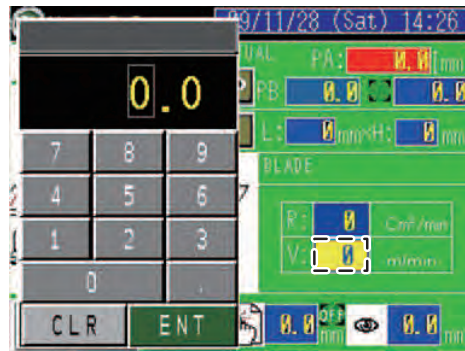 09/11/28 (Sat) 14:26
UAL PA: 0.0 [mm
PB 0.0 0.0
L: 0 mm×H: 0 mm
BLADE
R: 0 Cm²/min
V: 0 m/min
OFF
0.0 mm 0.0 mm
0.0
7 8 9
4 5 6
1 2 3
0 .
CLR ENT